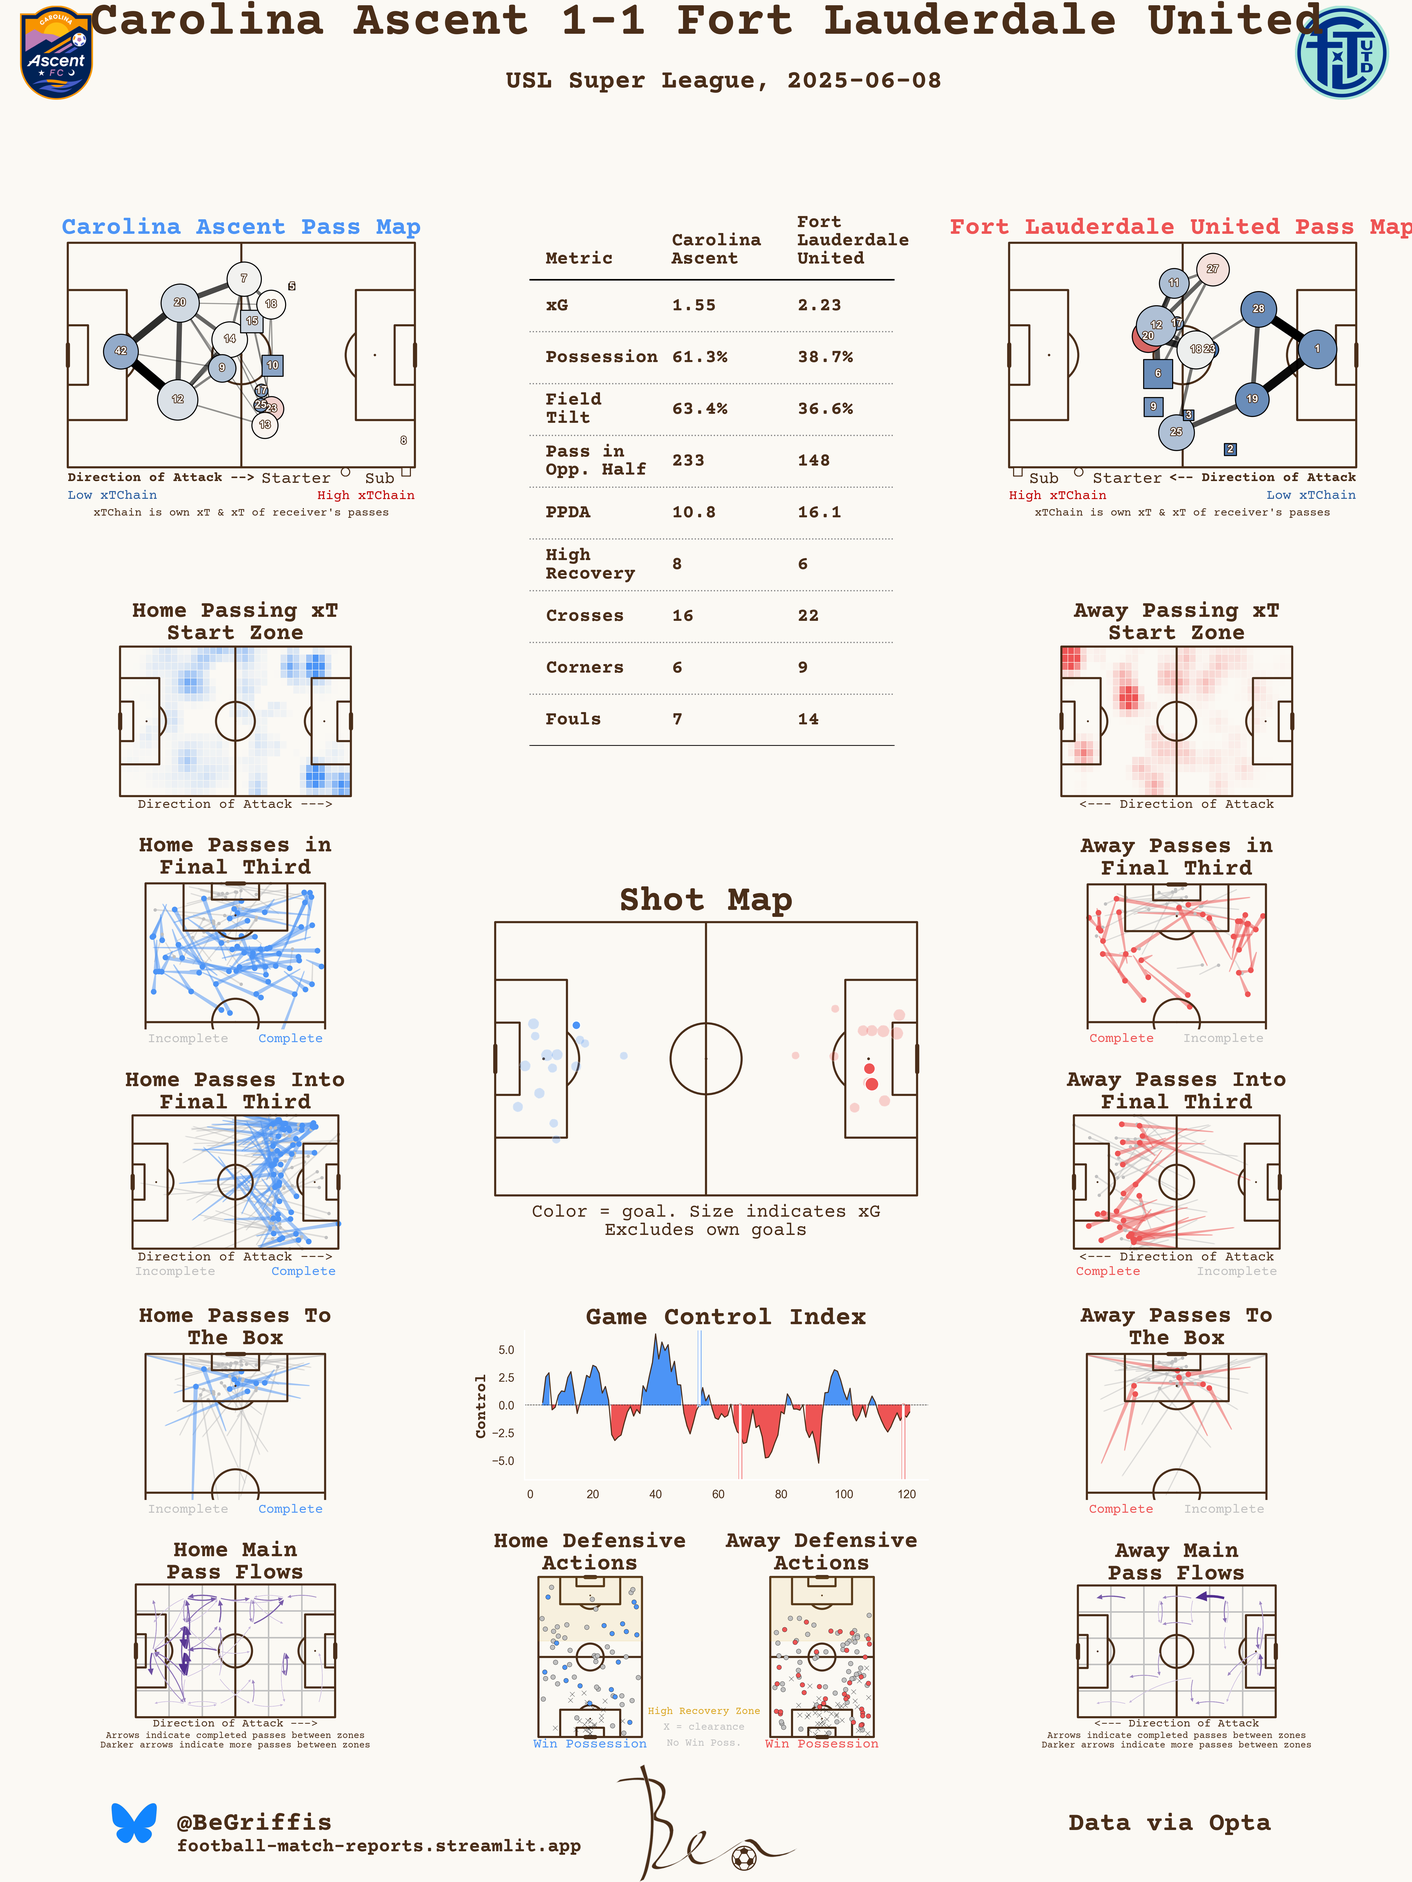 Carolina Ascent 1-1 Fort Lauderdale United
USL Super League, 2025-06-08
CAROLINA
Ascent
FC
UTD
Carolina Ascent Pass Map
7
5
20
18
15
14
42
9
10
17
12
25
23
13
8
Direction of Attack --> Starter Sub
Low xTChain High xTChain
xTChain is own xT & xT of receiver's passes
Metric Carolina Ascent Fort Lauderdale United
xG 1.55 2.23
Possession 61.3% 38.7%
Field Tilt 63.4% 36.6%
Pass in Opp. Half 233 148
PPDA 10.8 16.1
High Recovery 8 6
Crosses 16 22
Corners 6 9
Fouls 7 14
Fort Lauderdale United Pass Map
27
11
28
12
17
20
18
23
1
6
9
3
19
25
2
Sub Starter <-- Direction of Attack
High xTChain Low xTChain
xTChain is own xT & xT of receiver's passes
Home Passing xT
Start Zone
Direction of Attack --->
Away Passing xT
Start Zone
<--- Direction of Attack
Home Passes in
Final Third
Incomplete Complete
Away Passes in
Final Third
Complete Incomplete
Shot Map
Color = goal. Size indicates xG
Excludes own goals
Home Passes Into
Final Third
Direction of Attack --->
Incomplete Complete
Away Passes Into
Final Third
<--- Direction of Attack
Complete Incomplete
Home Passes To
The Box
Incomplete Complete
Game Control Index
Control
5.0
2.5
0.0
−2.5
−5.0
0 20 40 60 80 100 120
Away Passes To
The Box
Complete Incomplete
Home Main
Pass Flows
Direction of Attack --->
Arrows indicate completed passes between zones
Darker arrows indicate more passes between zones
Home Defensive
Actions
Win Possession
High Recovery Zone
X = clearance
No Win Poss.
Away Defensive
Actions
Win Possession
Away Main
Pass Flows
<--- Direction of Attack
Arrows indicate completed passes between zones
Darker arrows indicate more passes between zones
@BeGriffis
football-match-reports.streamlit.app
Ben
Data via Opta